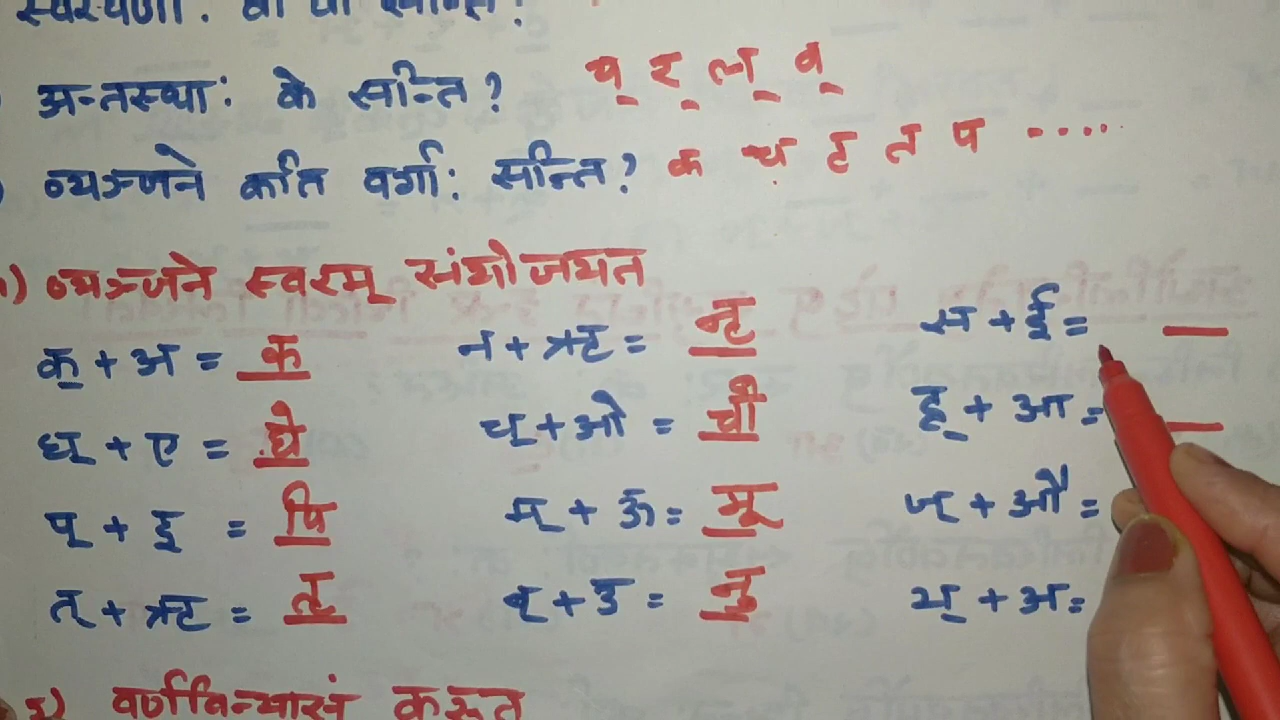 अन्तस्थाः के सन्ति? य् र् ल् व्
व्यञ्जने कति वर्गाः सन्ति? क च ट त प .....
) व्यञ्जने स्वरम् संयोजयत
क् + अ = क न + ऋ = नृ स + ई = _
ध् + ए = धे च् + ओ = चो ह् + आ = _
प् + इ = पि म् + ऊ = मू ज् + औ =
त् + ऋ = तृ व् + उ = वु भ् + अ =
) वर्णविन्यासं कुरूत